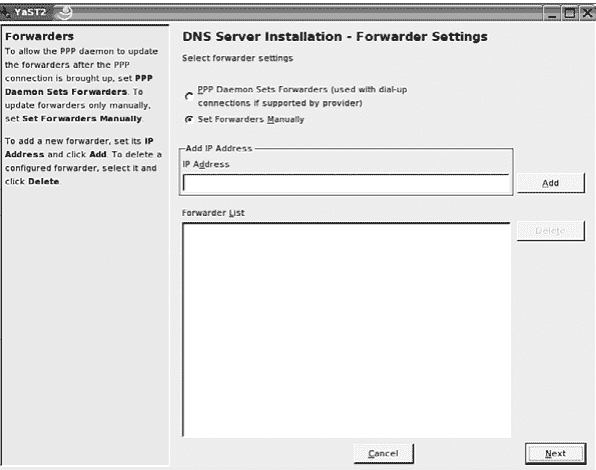 YaST2
Forwarders
To allow the PPP daemon to update
the forwarders after the PPP
connection is brought up, set PPP
Daemon Sets Forwarders. To
update forwarders only manually,
set Set Forwarders Manually.
To add a new forwarder, set its IP
Address and click Add. To delete a
configured forwarder, select it and
click Delete.
DNS Server Installation - Forwarder Settings
Select forwarder settings
PPP Daemon Sets Forwarders (used with dial-up
connections if supported by provider)
Set Forwarders Manually
Add IP Address
IP Address
Add
Forwarder List
Delete
Cancel
Next